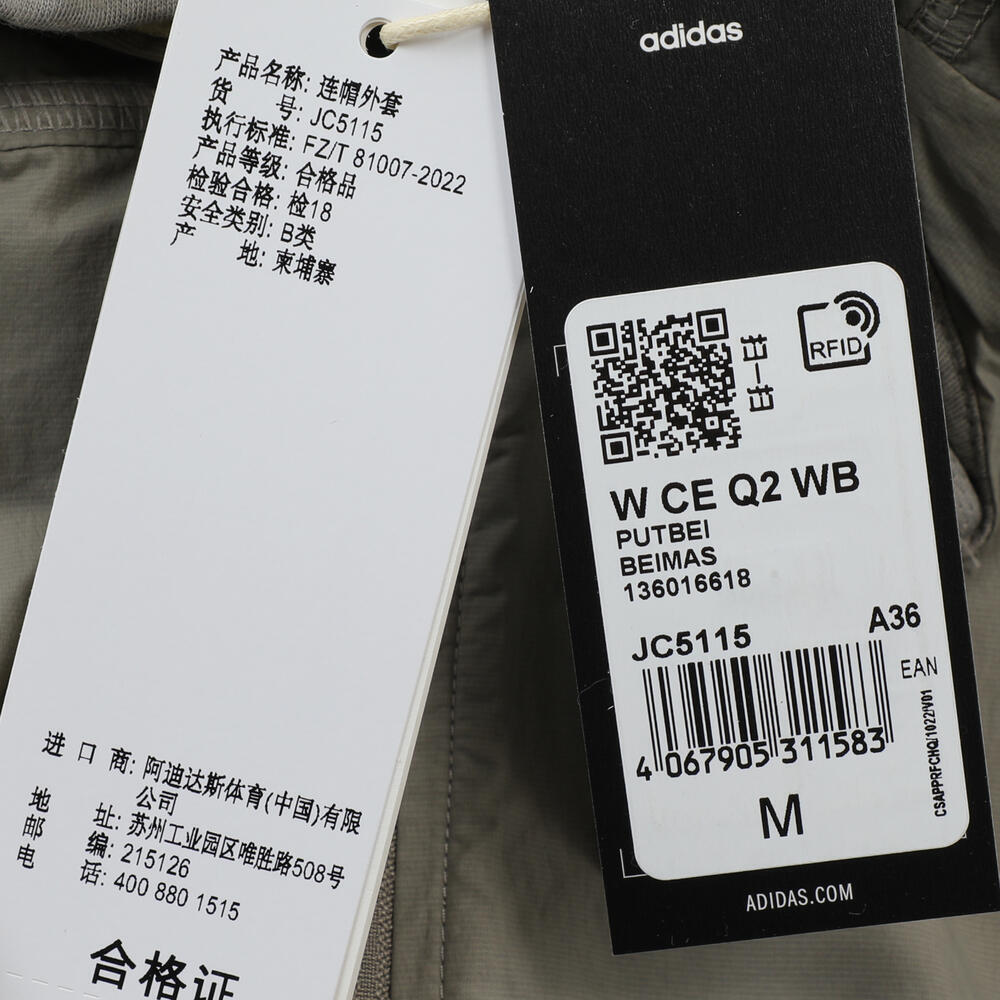 产品名称: 连帽外套
货 号: JC5115
执行标准: FZ/T 81007-2022
产品等级: 合格品
检验合格: 检18
安全类别: B类
产 地: 柬埔寨
进 口 商: 阿迪达斯体育(中国)有限
公司
地 址: 苏州工业园区唯胜路508号
邮 编: 215126
电 话: 400 880 1515
合格证
adidas
RFID
W CE Q2 WB
PUTBEI
BEIMAS
136016618
JC5115
A36
EAN
4 067905 311583
CSAPPRFCHQ/1022/V01
M
ADIDAS.COM